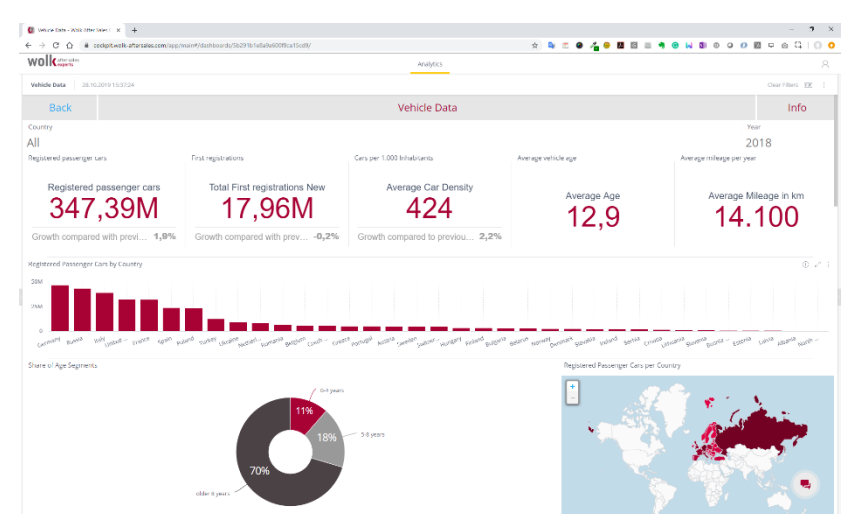 Vehicle Data - Wolk After Sales E
cockpit.wolk-aftersales.com/app/main#/dashboards/
wolk after sales experts
Analytics
Vehicle Data 28.10.2019 15:37:24 Clear Filters
Back Vehicle Data Info
Country Year
All 2018
Registered passenger cars First registrations Cars per 1.000 Inhabitants Average vehicle age Average mileage per year
Registered passenger cars Total First registrations New Average Car Density Average Age Average Mileage in km
347,39M 17,96M 424 12,9 14.100
Growth compared with previ... 1,9% Growth compared with prev... -0,2% Growth compared to previou... 2,2%
Registered Passenger Cars by Country
50M
25M
0
Germany Russia Italy United ... France Spain Poland Turkey Ukraine Netherl... Romania Belgium Czech ... Greece Portugal Austria Sweden Switzer... Hungary Finland Bulgaria Belarus Norway Denmark Slovakia Ireland Serbia Croatia Lithuania Slovenia Bosnia ... Estonia Latvia Albania North ...
Share of Age Segments Registered Passenger Cars per Country
0-4 years
11%
18% 5-8 years
70%
older 8 years
+
-